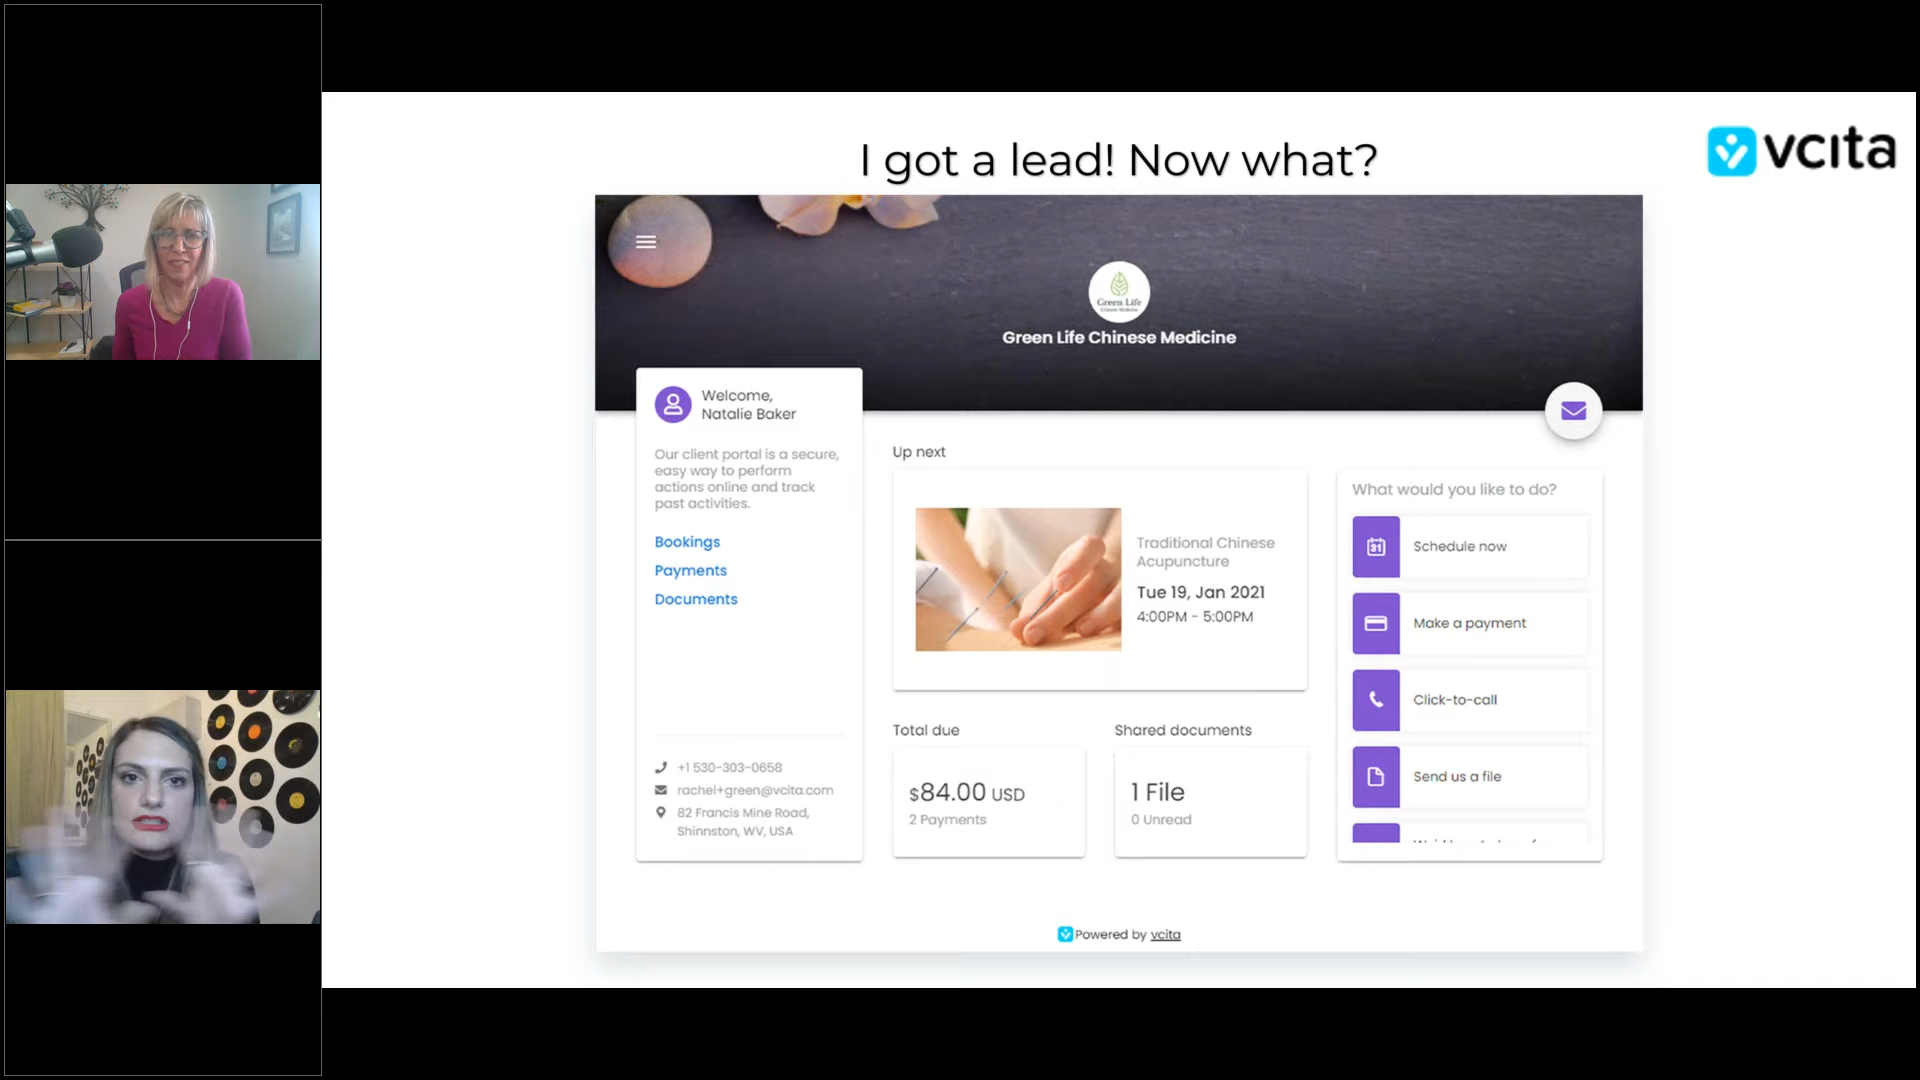 I got a lead! Now what?
vcita
Green Life
Green Life Chinese Medicine
Welcome,
Natalie Baker
Our client portal is a secure,
easy way to perform
actions online and track
past activities.
Bookings
Payments
Documents
+1 530-303-0658
rachel+green@vcita.com
82 Francis Mine Road,
Shinnston, WV, USA
Up next
Traditional Chinese
Acupuncture
Tue 19, Jan 2021
4:00PM - 5:00PM
Total due
$84.00 USD
2 Payments
Shared documents
1 File
0 Unread
What would you like to do?
31
Schedule now
Make a payment
Click-to-call
Send us a file
Powered by vcita